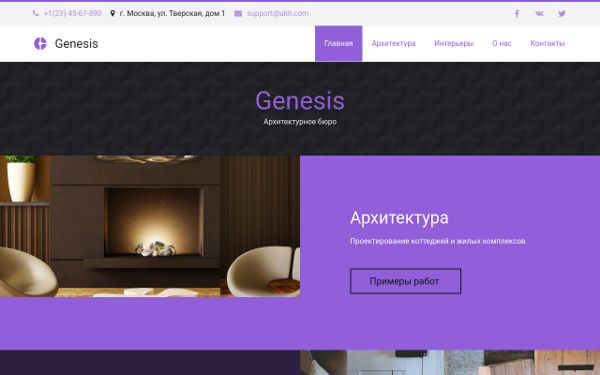 +1(23)-45-67-890 г. Москва, ул. Тверская, дом 1 support@ukit.com
Genesis
Главная Архитектура Интерьеры О нас Контакты
Genesis
Архитектурное бюро
Архитектура
Проектирование коттеджей и жилых комплексов
Примеры работ